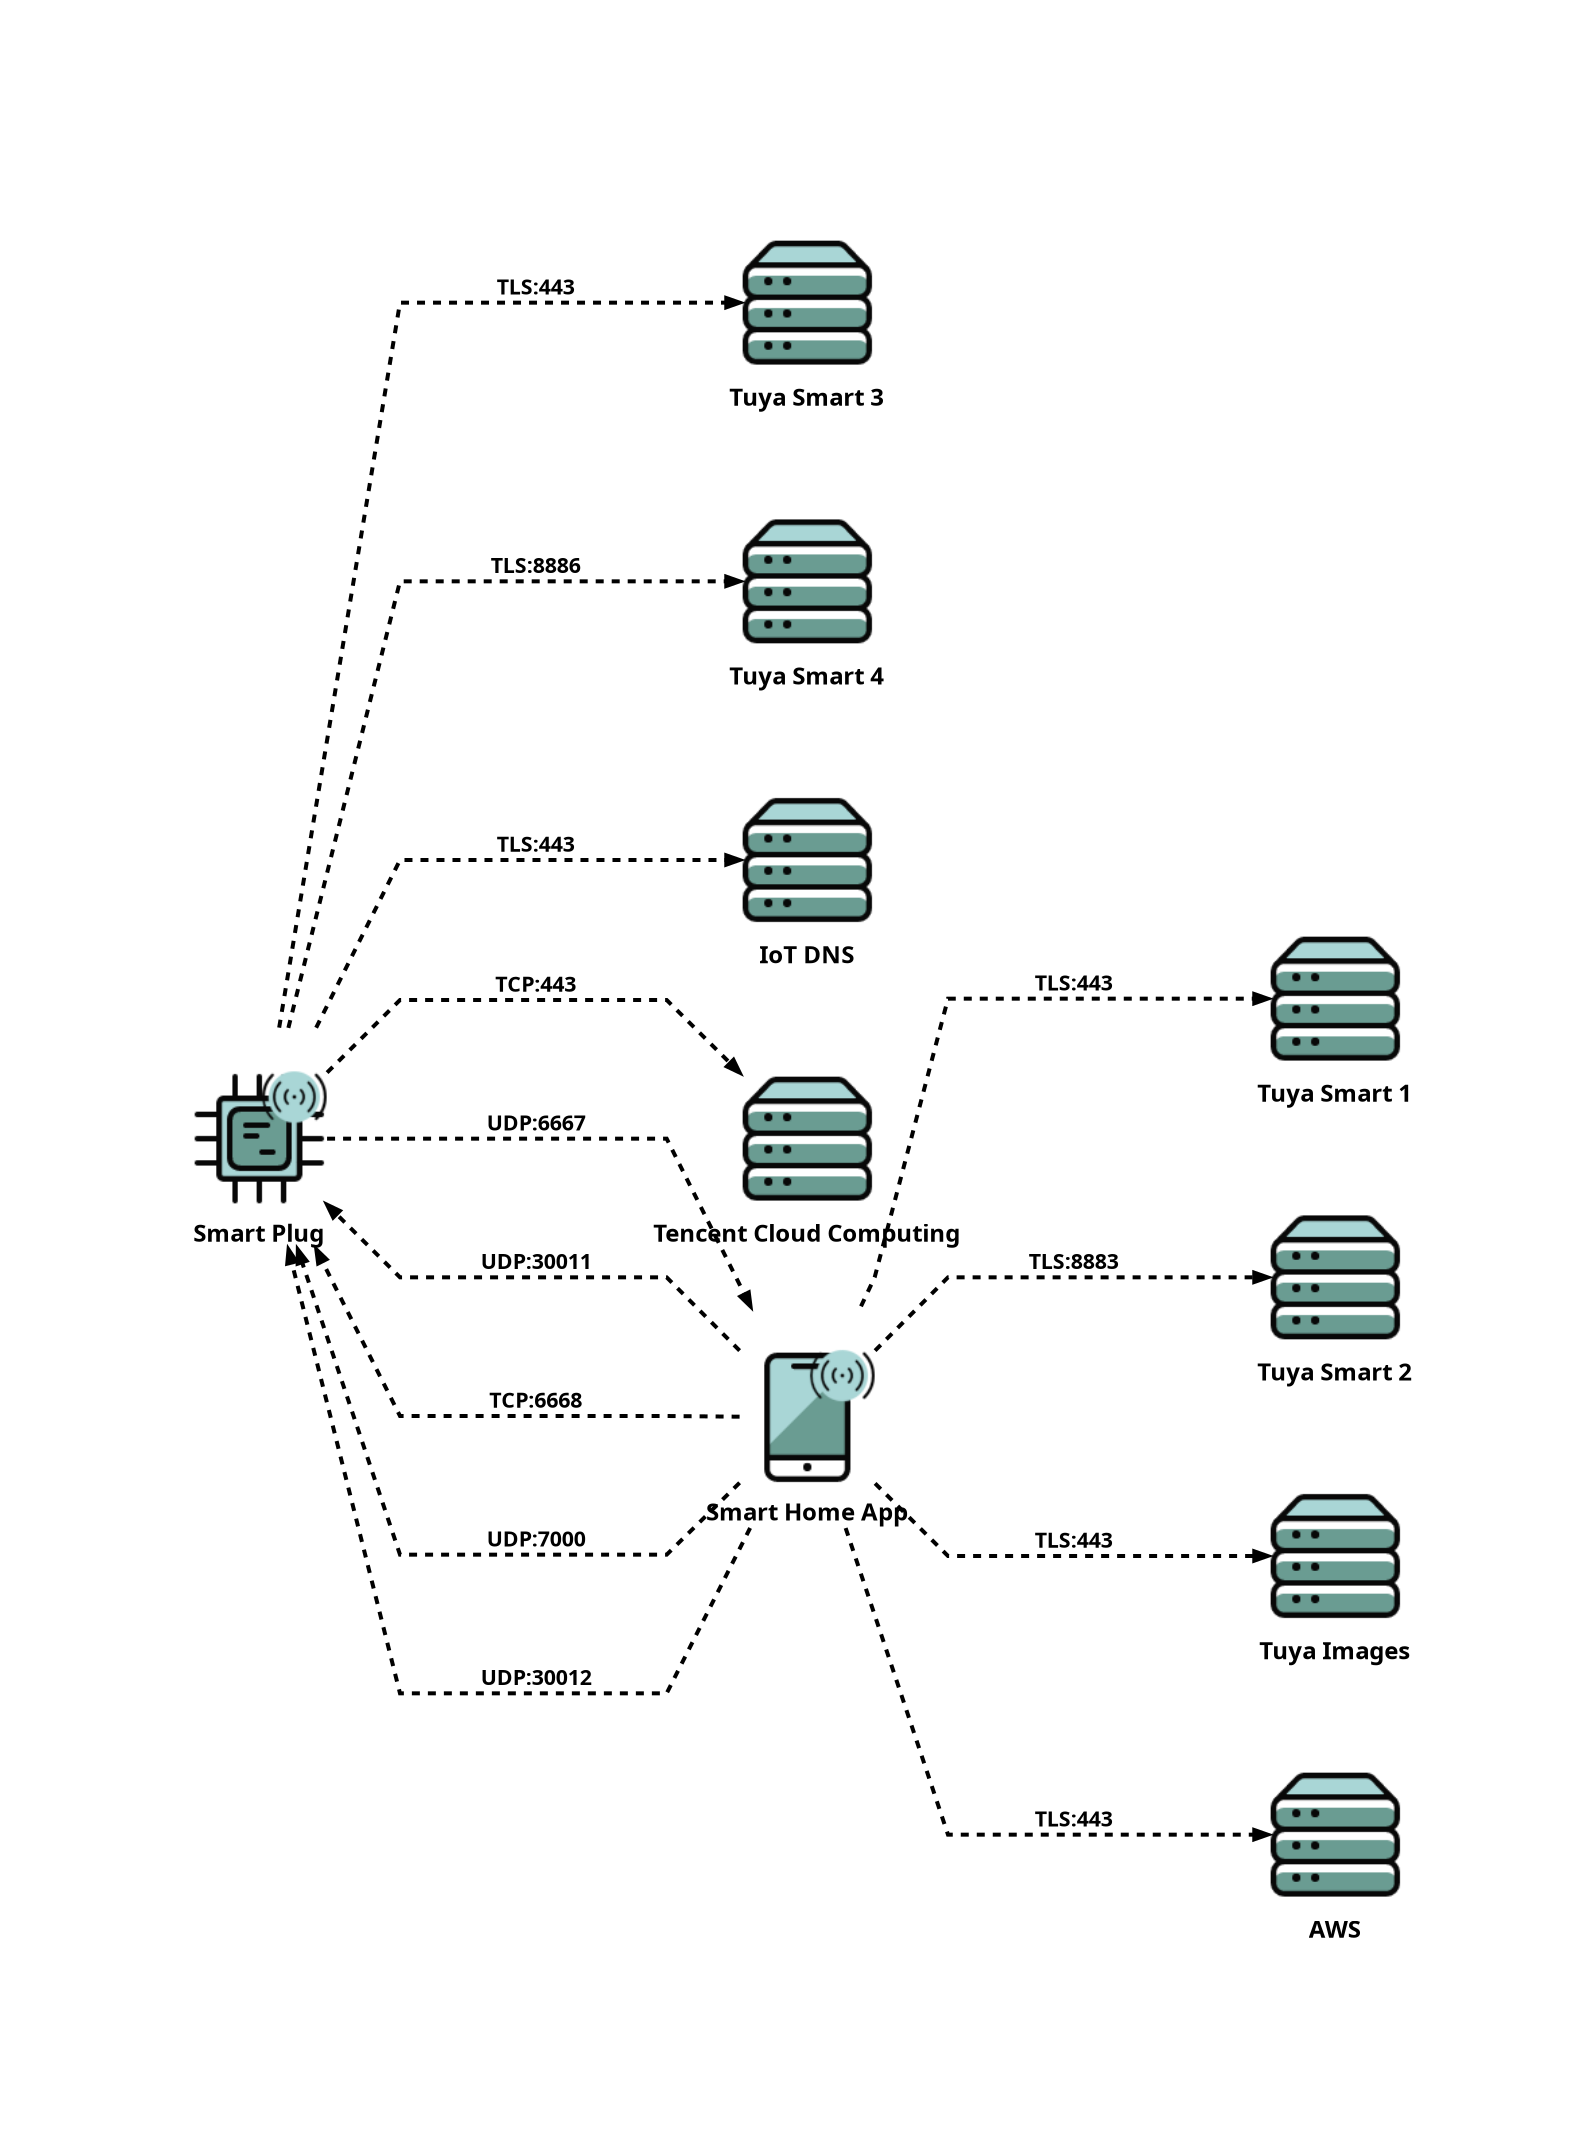 TLS:443
Tuya Smart 3
TLS:8886
Tuya Smart 4
TLS:443
IoT DNS
TCP:443
TLS:443
Tuya Smart 1
UDP:6667
Smart Plug
Tencent Cloud Computing
UDP:30011
TLS:8883
Tuya Smart 2
TCP:6668
Smart Home App
UDP:7000
TLS:443
Tuya Images
UDP:30012
TLS:443
AWS